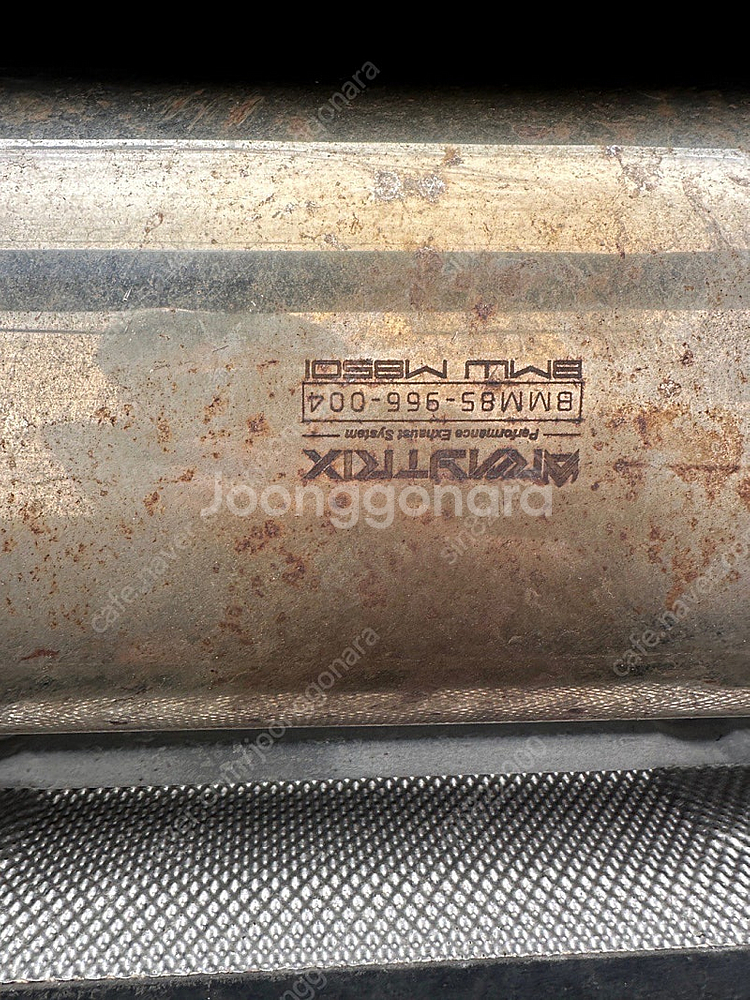 ARMYTRIX
Performance Exhaust System
BMM85-966-004
BMW M850I
Joonggonara